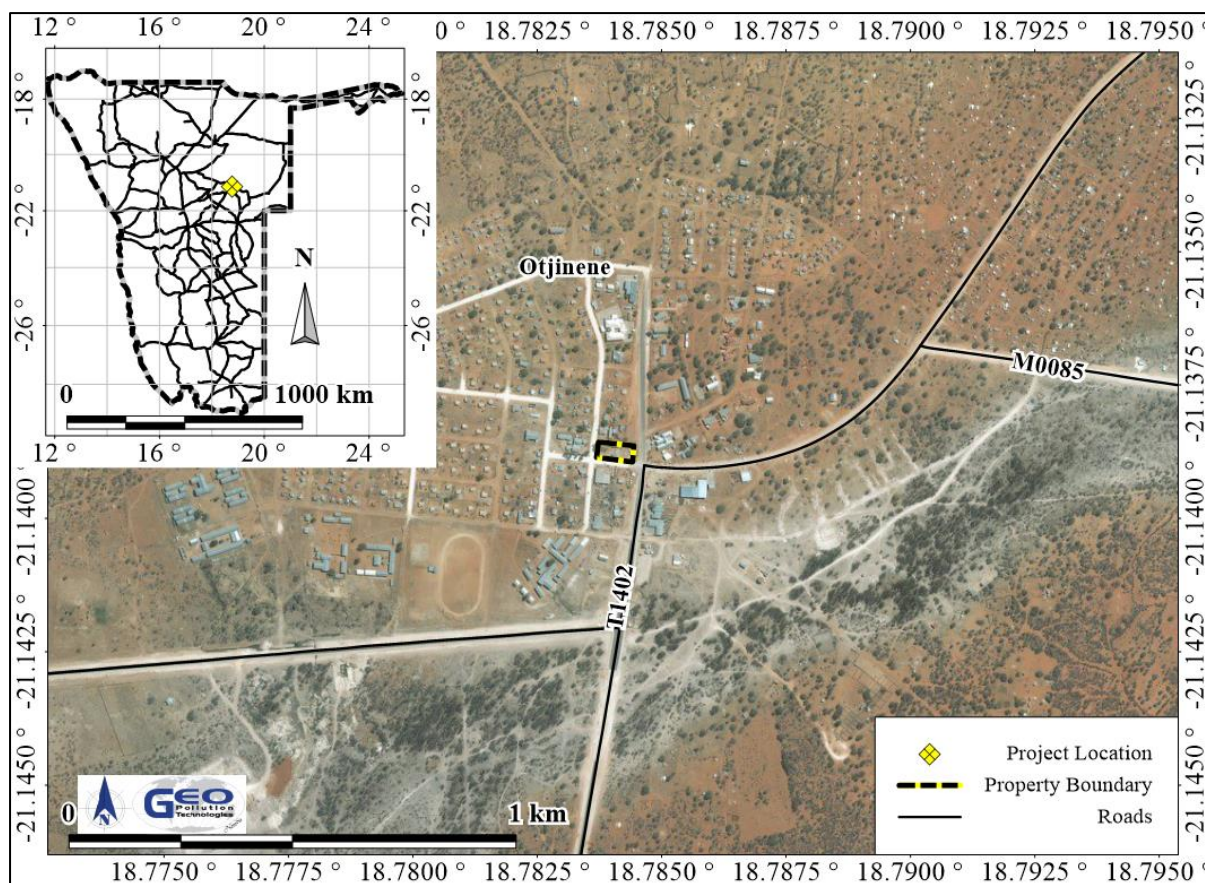 12 ° 16 ° 20 ° 24 °
0 ° 18.7825 ° 18.7850 ° 18.7875 ° 18.7900 ° 18.7925 ° 18.7950 °
-18 °
-22 °
-26 °
-18 °
-22 °
-26 °
N
0 1000 km
12 ° 16 ° 20 ° 24 °
Otjinene
M0085
T1402
-21.1325 °
-21.1350 °
-21.1375 °
-21.1400 °
-21.1425 °
-21.1450 °
-21.1400 °
-21.1425 °
-21.1450 °
N
GEO
Pollution
Technologies
0 1 km
Project Location
Property Boundary
Roads
18.7750 ° 18.7775 ° 18.7800 ° 18.7825 ° 18.7850 ° 18.7875 ° 18.7900 ° 18.7925 ° 18.7950 °